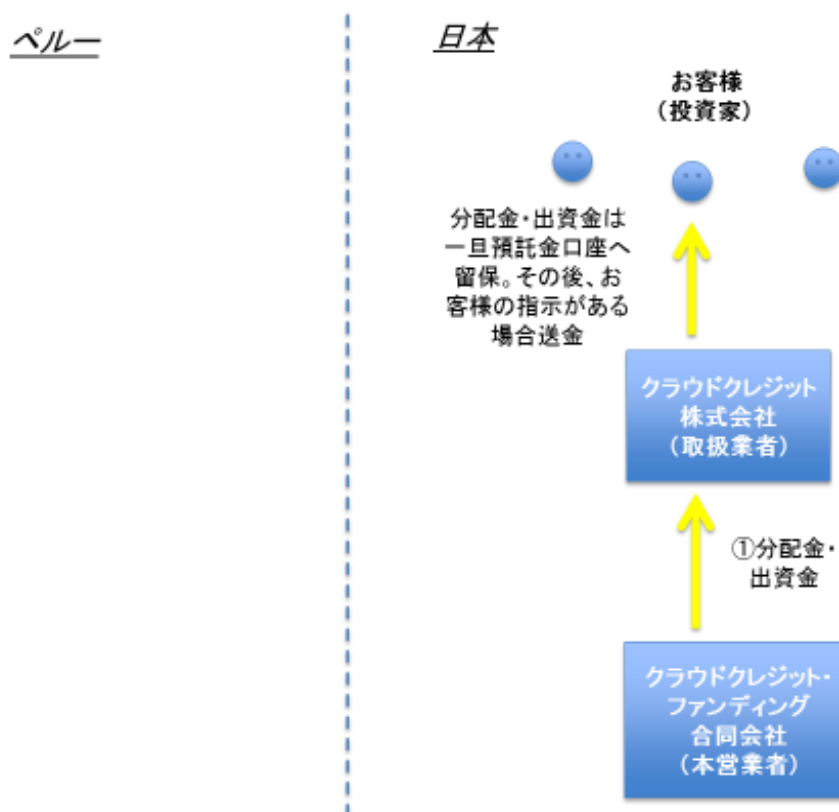 ペルー
日本
お客様
（投資家）
分配金・出資金は
一旦預託金口座へ
留保。その後、お
客様の指示がある
場合送金
クラウドクレジット
株式会社
（取扱業者）
①分配金・
出資金
クラウドクレジット・
ファンディング
合同会社
（本営業者）